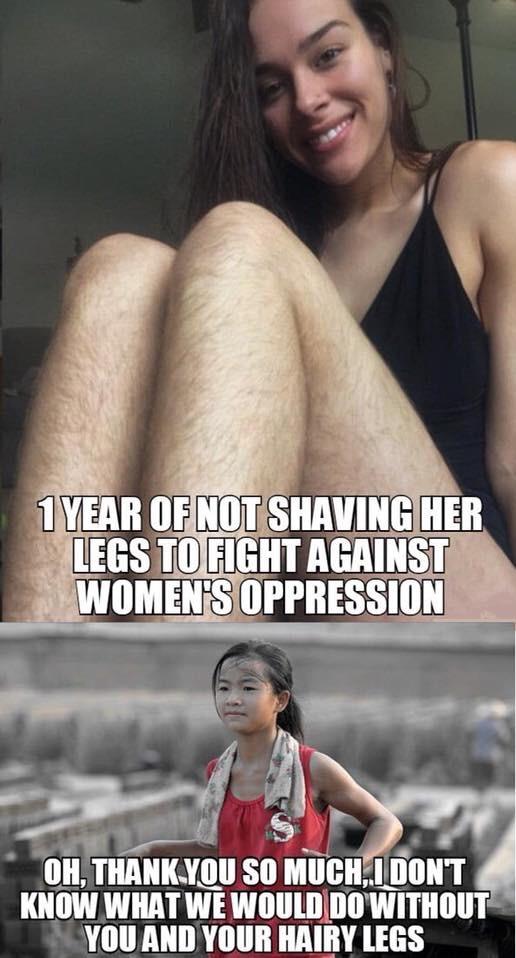 1 YEAR OF NOT SHAVING HER
LEGS TO FIGHT AGAINST
WOMEN'S OPPRESSION
S
OH, THANK YOU SO MUCH, I DON'T
KNOW WHAT WE WOULD DO WITHOUT
YOU AND YOUR HAIRY LEGS